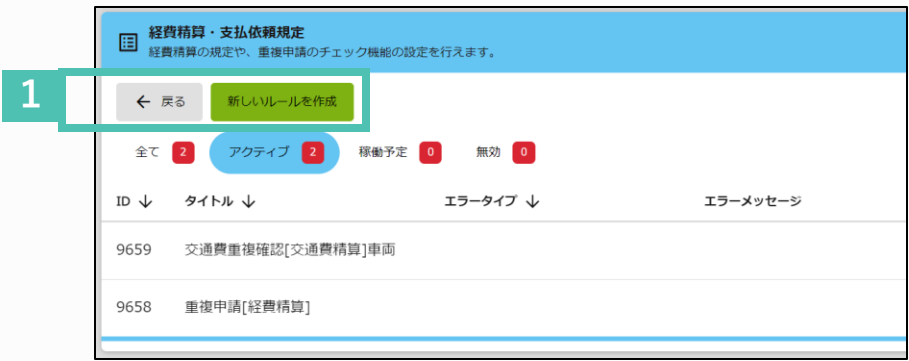 経費精算・支払依頼規定
経費精算の規定や、重複申請のチェック機能の設定を行えます。
1
← 戻る 新しいルールを作成
全て 2 アクティブ 2 稼働予定 0 無効 0
ID ↓ タイトル ↓ エラータイプ ↓ エラーメッセージ
9659 交通費重複確認[交通費精算]車両
9658 重複申請[経費精算]